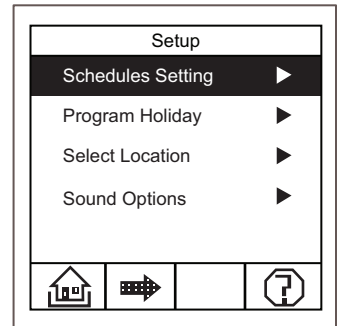 Setup
Schedules Setting
Program Holiday
Select Location
Sound Options
?